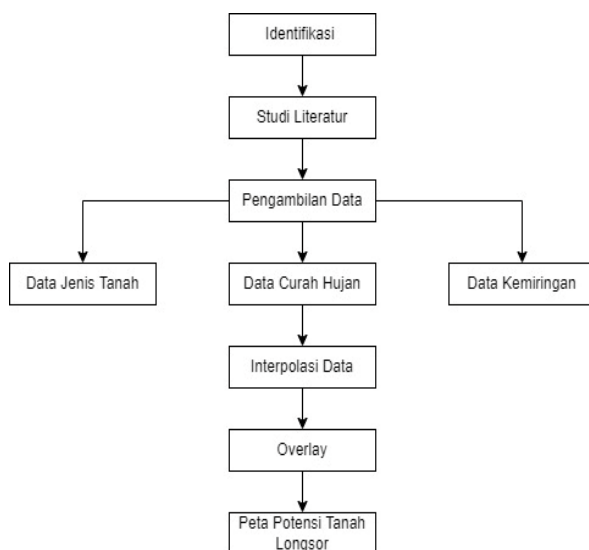 Identifikasi
Studi Literatur
Pengambilan Data
Data Jenis Tanah
Data Curah Hujan
Data Kemiringan
Interpolasi Data
Overlay
Peta Potensi Tanah
Longsor